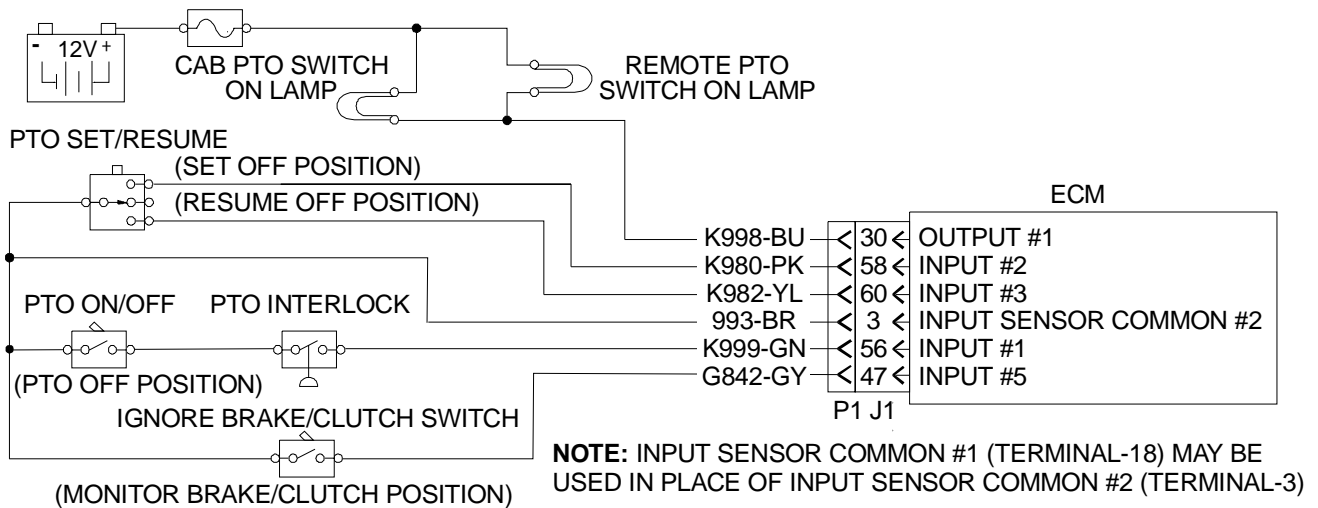 - 12V +
CAB PTO SWITCH
ON LAMP
REMOTE PTO
SWITCH ON LAMP
PTO SET/RESUME
(SET OFF POSITION)
(RESUME OFF POSITION)
ECM
K998-BU 30 OUTPUT #1
K980-PK 58 INPUT #2
K982-YL 60 INPUT #3
993-BR 3 INPUT SENSOR COMMON #2
K999-GN 56 INPUT #1
G842-GY 47 INPUT #5
P1 J1
PTO ON/OFF
PTO INTERLOCK
(PTO OFF POSITION)
IGNORE BRAKE/CLUTCH SWITCH
(MONITOR BRAKE/CLUTCH POSITION)
NOTE: INPUT SENSOR COMMON #1 (TERMINAL-18) MAY BE
USED IN PLACE OF INPUT SENSOR COMMON #2 (TERMINAL-3)